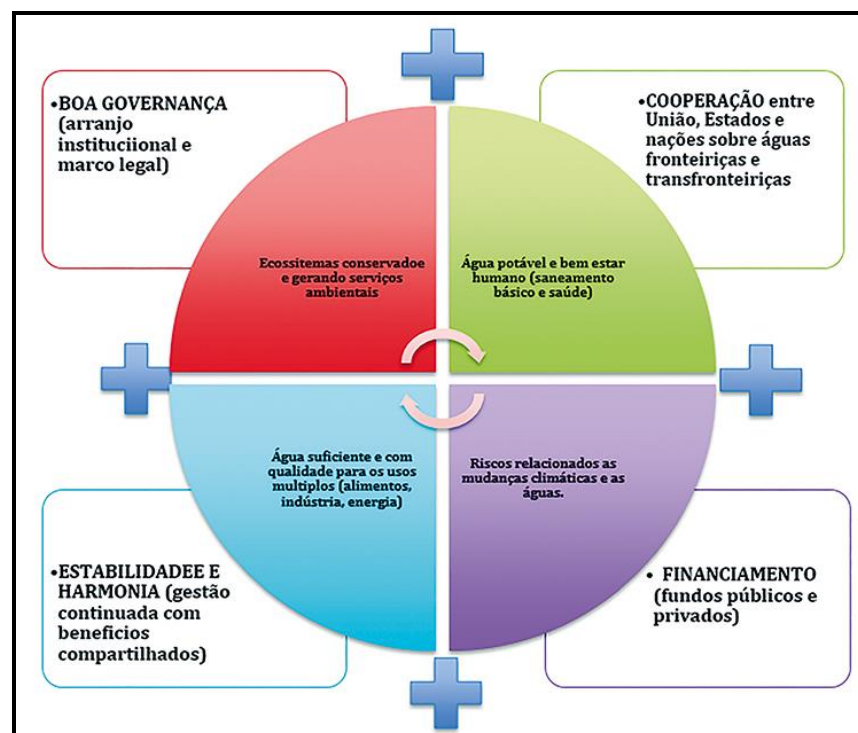 •BOA GOVERNANÇA
(arranjo
instituciional e
marco legal)
•COOPERAÇÃO entre
União, Estados e
nações sobre águas
fronteiriças e
transfronteiriças
Ecossitemas conservadoe
e gerando serviços
ambientais
Água potável e bem estar
humano (saneamento
básico e saúde)
Água suficiente e com
qualidade para os usos
multiplos (alimentos,
indústria, energia)
Riscos relacionados as
mudanças climáticas e as
águas.
•ESTABILIDADEE E
HARMONIA (gestão
continuada com
beneficios
compartilhados)
• FINANCIAMENTO
(fundos públicos e
privados)